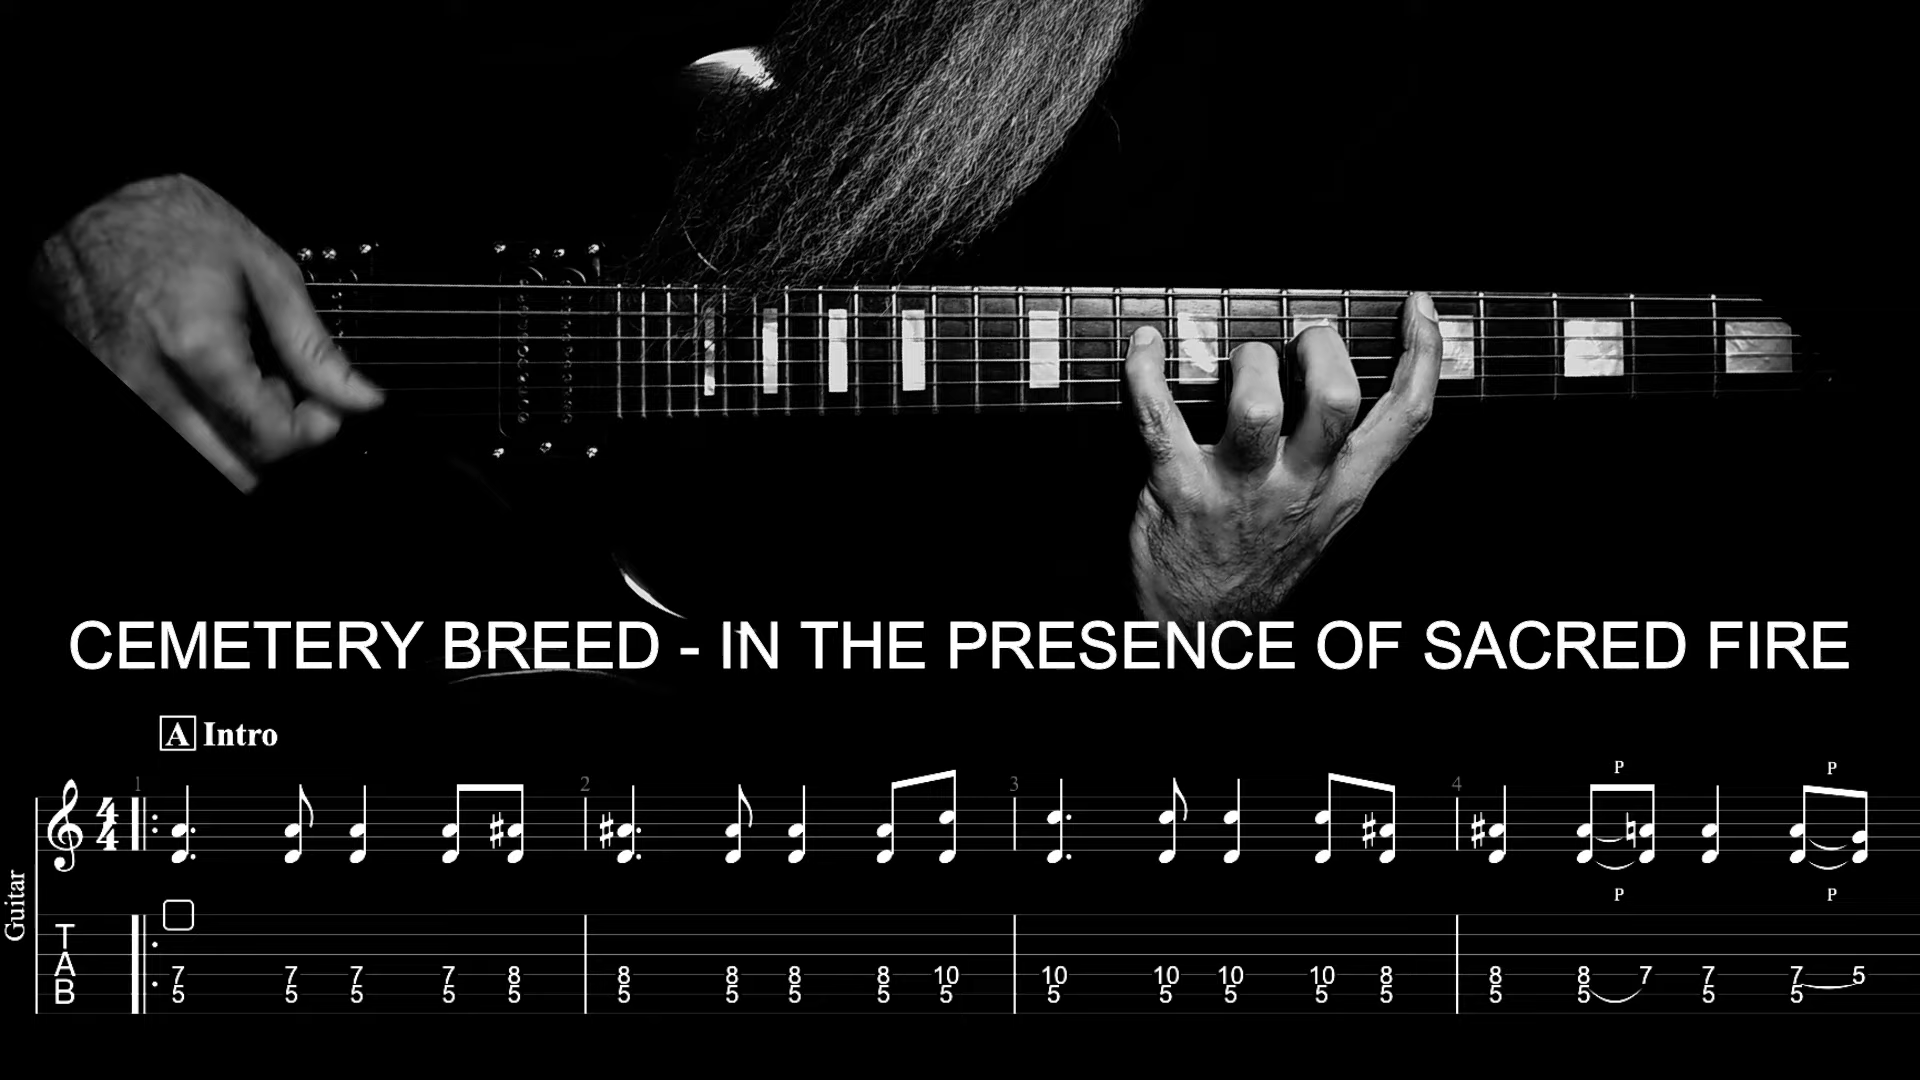 CEMETERY BREED - IN THE PRESENCE OF SACRED FIRE
A Intro
1 2 3 4
P P
4
4
Guitar
P P
T
A
B
7 7 7 7 8 8 8 8 8 10 10 10 10 10 8 8 8 7 7 7 5
5 5 5 5 5 5 5 5 5 5 5 5 5 5 5 5 5 5 5